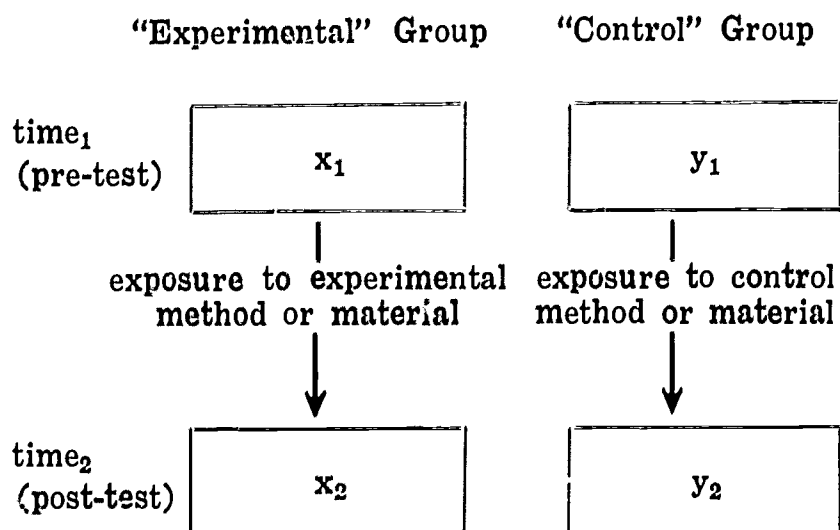 “Experimental” Group “Control” Group
time₁
(pre-test)
x₁ y₁
exposure to experimental
method or material
exposure to control
method or material
time₂
(post-test)
x₂ y₂